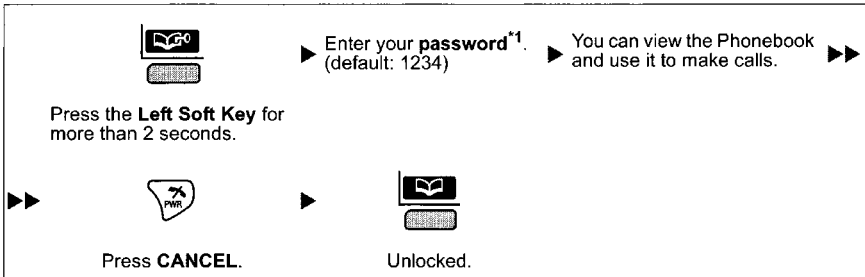 Enter your password*1.
(default: 1234)
You can view the Phonebook
and use it to make calls.
Press the Left Soft Key for
more than 2 seconds.
PWR
Press CANCEL.
Unlocked.